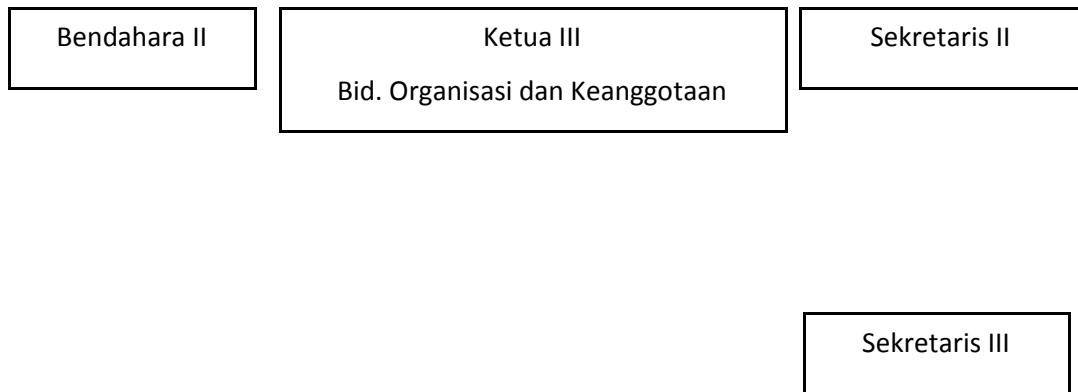 Bendahara II
Ketua III
Bid. Organisasi dan Keanggotaan
Sekretaris II
Sekretaris III